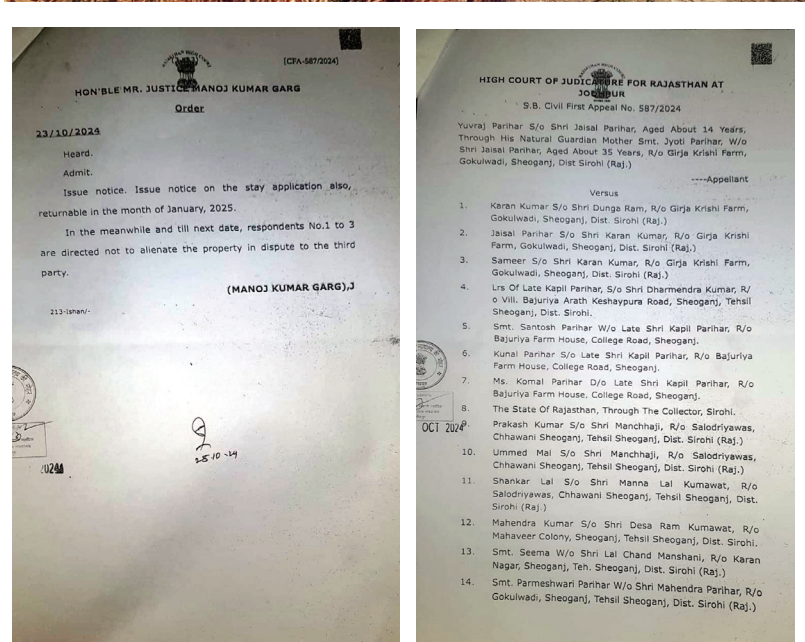 [CFA-587/2024]
HON'BLE MR. JUSTICE MANOJ KUMAR GARG
Order
23/10/2024
Heard.
Admit.
Issue notice. Issue notice on the stay application also,
returnable in the month of January, 2025.
In the meanwhile and till next date, respondents No.1 to 3
are directed not to alienate the property in dispute to the third
party.
(MANOJ KUMAR GARG),J
213-Ishan/-
25.10.24
HIGH COURT OF JUDICATURE FOR RAJASTHAN AT
JODHPUR
S.B. Civil First Appeal No. 587/2024
Yuvraj Parihar S/o Shri Jaisal Parihar, Aged About 14 Years,
Through His Natural Guardian Mother Smt. Jyoti Parihar, W/o
Shri Jaisal Parihar, Aged About 35 Years, R/o Girja Krishi Farm,
Gokulwadi, Sheoganj, Dist Sirohi (Raj.)
----Appellant
Versus
1. Karan Kumar S/o Shri Dunga Ram, R/o Girja Krishi Farm,
Gokulwadi, Sheoganj, Dist. Sirohi (Raj.)
2. Jaisal Parihar S/o Shri Karan Kumar, R/o Girja Krishi
Farm, Gokulwadi, Sheoganj, Dist. Sirohi (Raj.)
3. Sameer S/o Shri Karan Kumar, R/o Girja Krishi Farm,
Gokulwadi, Sheoganj, Dist. Sirohi (Raj.)
4. Lrs Of Late Kapil Parihar, S/o Shri Dharmendra Kumar, R/
o Vill. Bajuriya Arath Keshaypura Road, Sheoganj, Tehsil
Sheoganj, Dist. Sirohi.
5. Smt. Santosh Parihar W/o Late Shri Kapil Parihar, R/o
Bajuriya Farm House, College Road, Sheoganj.
6. Kunal Parihar S/o Late Shri Kapil Parihar, R/o Bajuriya
Farm House, College Road, Sheoganj.
7. Ms. Komal Parihar D/o Late Shri Kapil Parihar, R/o
Bajuriya Farm House, College Road, Sheoganj.
8. The State Of Rajasthan, Through The Collector, Sirohi.
OCT 2024
9. Prakash Kumar S/o Shri Manchhaji, R/o Salodriyawas,
Chhawani Sheoganj, Tehsil Sheoganj, Dist. Sirohi (Raj.)
10. Ummed Mal S/o Shri Manchhaji, R/o Salodriyawas,
Chhawani Sheoganj, Tehsil Sheoganj, Dist. Sirohi (Raj.)
11. Shankar Lal S/o Shri Manna Lal Kumawat, R/o
Salodriyawas, Chhawani Sheoganj, Tehsil Sheoganj, Dist.
Sirohi (Raj.)
12. Mahendra Kumar S/o Shri Desa Ram Kumawat, R/o
Mahaveer Colony, Sheoganj, Tehsil Sheoganj, Dist. Sirohi.
13. Smt. Seema W/o Shri Lal Chand Manshani, R/o Karan
Nagar, Sheoganj, Teh. Sheoganj, Dist. Sirohi (Raj.)
14. Smt. Parmeshwari Parihar W/o Shri Mahendra Parihar, R/o
Gokulwadi, Sheoganj, Tehsil Sheoganj, Dist. Sirohi (Raj.)